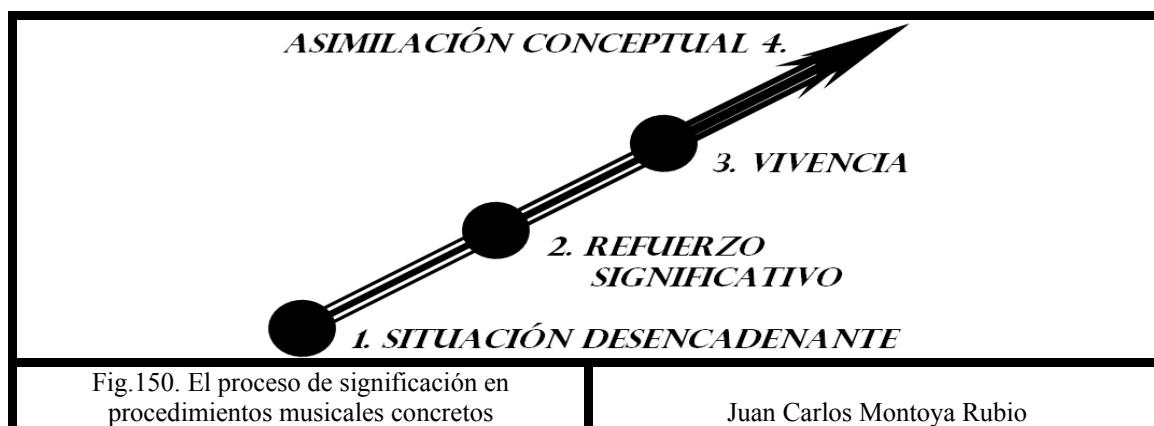 ASIMILACIÓN CONCEPTUAL 4.
3. VIVENCIA
2. REFUERZO
SIGNIFICATIVO
1. SITUACIÓN DESENCADENANTE
Fig.150. El proceso de significación en
procedimientos musicales concretos
Juan Carlos Montoya Rubio